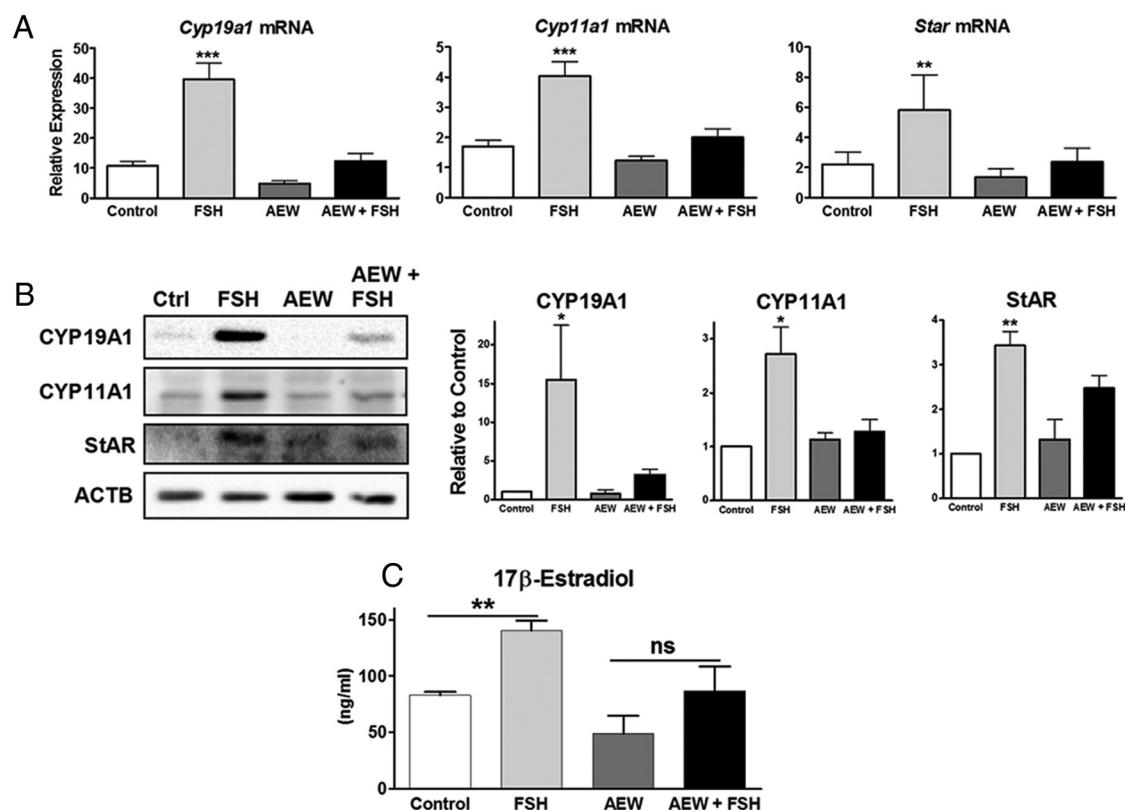 A
Cyp19a1 mRNA
Relative Expression
50
40
30
20
10
0
***
Control FSH AEW AEW + FSH
Cyp11a1 mRNA
5
4
3
2
1
0
***
Control FSH AEW AEW + FSH
Star mRNA
10
8
6
4
2
0
**
Control FSH AEW AEW + FSH
B
Ctrl FSH AEW AEW +
FSH
CYP19A1
CYP11A1
StAR
ACTB
CYP19A1
Relative to Control
20
15
10
5
0
*
Control FSH AEW AEW + FSH
CYP11A1
3
2
1
0
*
Control FSH AEW AEW + FSH
StAR
4
3
2
1
0
**
Control FSH AEW AEW + FSH
C
17β-Estradiol
(ng/ml)
150
100
50
0
**
ns
Control FSH AEW AEW + FSH